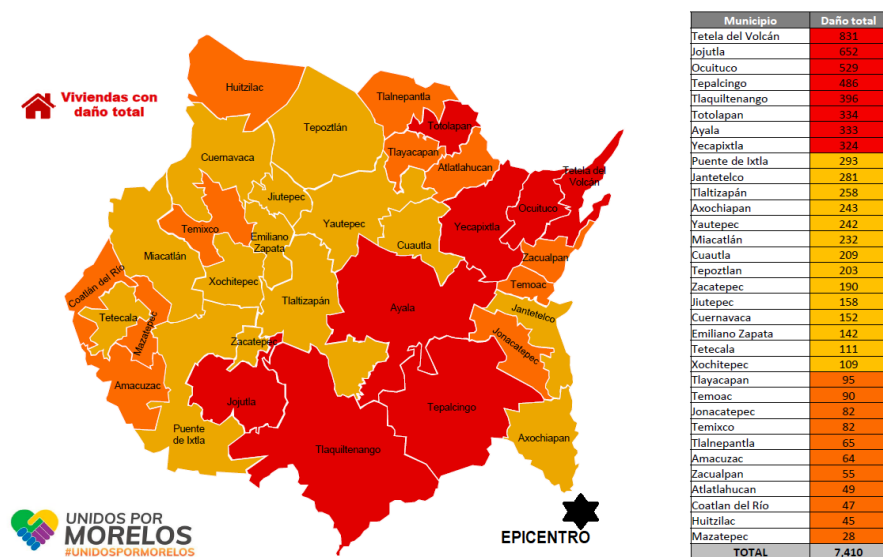 Viviendas con
daño total
Huitzilac
Tlalnepantla
Tepoztlán
Totolapan
Cuernavaca
Tlayacapan
Atlatlahucan
Tetela del
Volcán
Jiutepec
Ocuituco
Yautepec
Yecapixtla
Temixco
Emiliano
Zapata
Cuautla
Miacatlán
Zacualpan
Coatlán del Río
Xochitepec
Temoac
Tlaltizapán
Ayala
Jantetelco
Tetecala
Mazatepec
Zacatepec
Jonacatepec
Amacuzac
Jojutla
Tepalcingo
Puente
de Ixtla
Axochiapan
Tlaquiltenango
EPICENTRO
UNIDOS POR
MORELOS
#UNIDOSPORMORELOS
Municipio Daño total
Tetela del Volcán 831
Jojutla 652
Ocuituco 529
Tepalcingo 486
Tlaquiltenango 396
Totolapan 334
Ayala 333
Yecapixtla 324
Puente de Ixtla 293
Jantetelco 281
Tlaltizapán 258
Axochiapan 243
Yautepec 242
Miacatlán 232
Cuautla 209
Tepoztlan 203
Zacatepec 190
Jiutepec 158
Cuernavaca 152
Emiliano Zapata 142
Tetecala 111
Xochitepec 109
Tlayacapan 95
Temoac 90
Jonacatepec 82
Temixco 82
Tlalnepantla 65
Amacuzac 64
Zacualpan 55
Atlatlahucan 49
Coatlan del Río 47
Huitzilac 45
Mazatepec 28
TOTAL 7,410